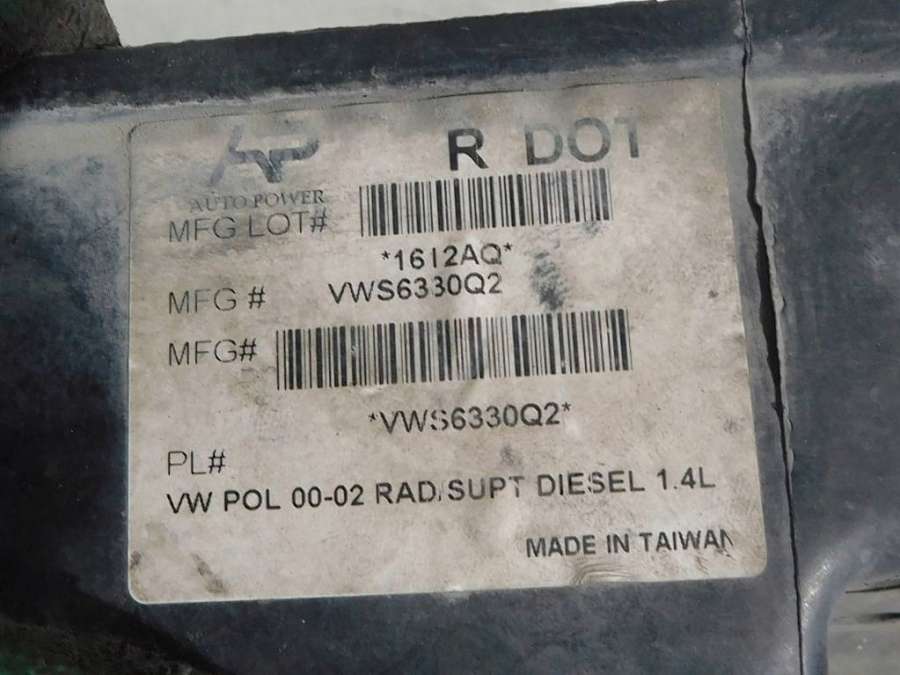 AP R DOT
AUTO POWER
MFG LOT#
*1612AQ*
MFG # VWS6330Q2
MFG#
*VWS6330Q2*
PL#
VW POL 00-02 RAD/SUPT DIESEL 1.4L
MADE IN TAIWAN